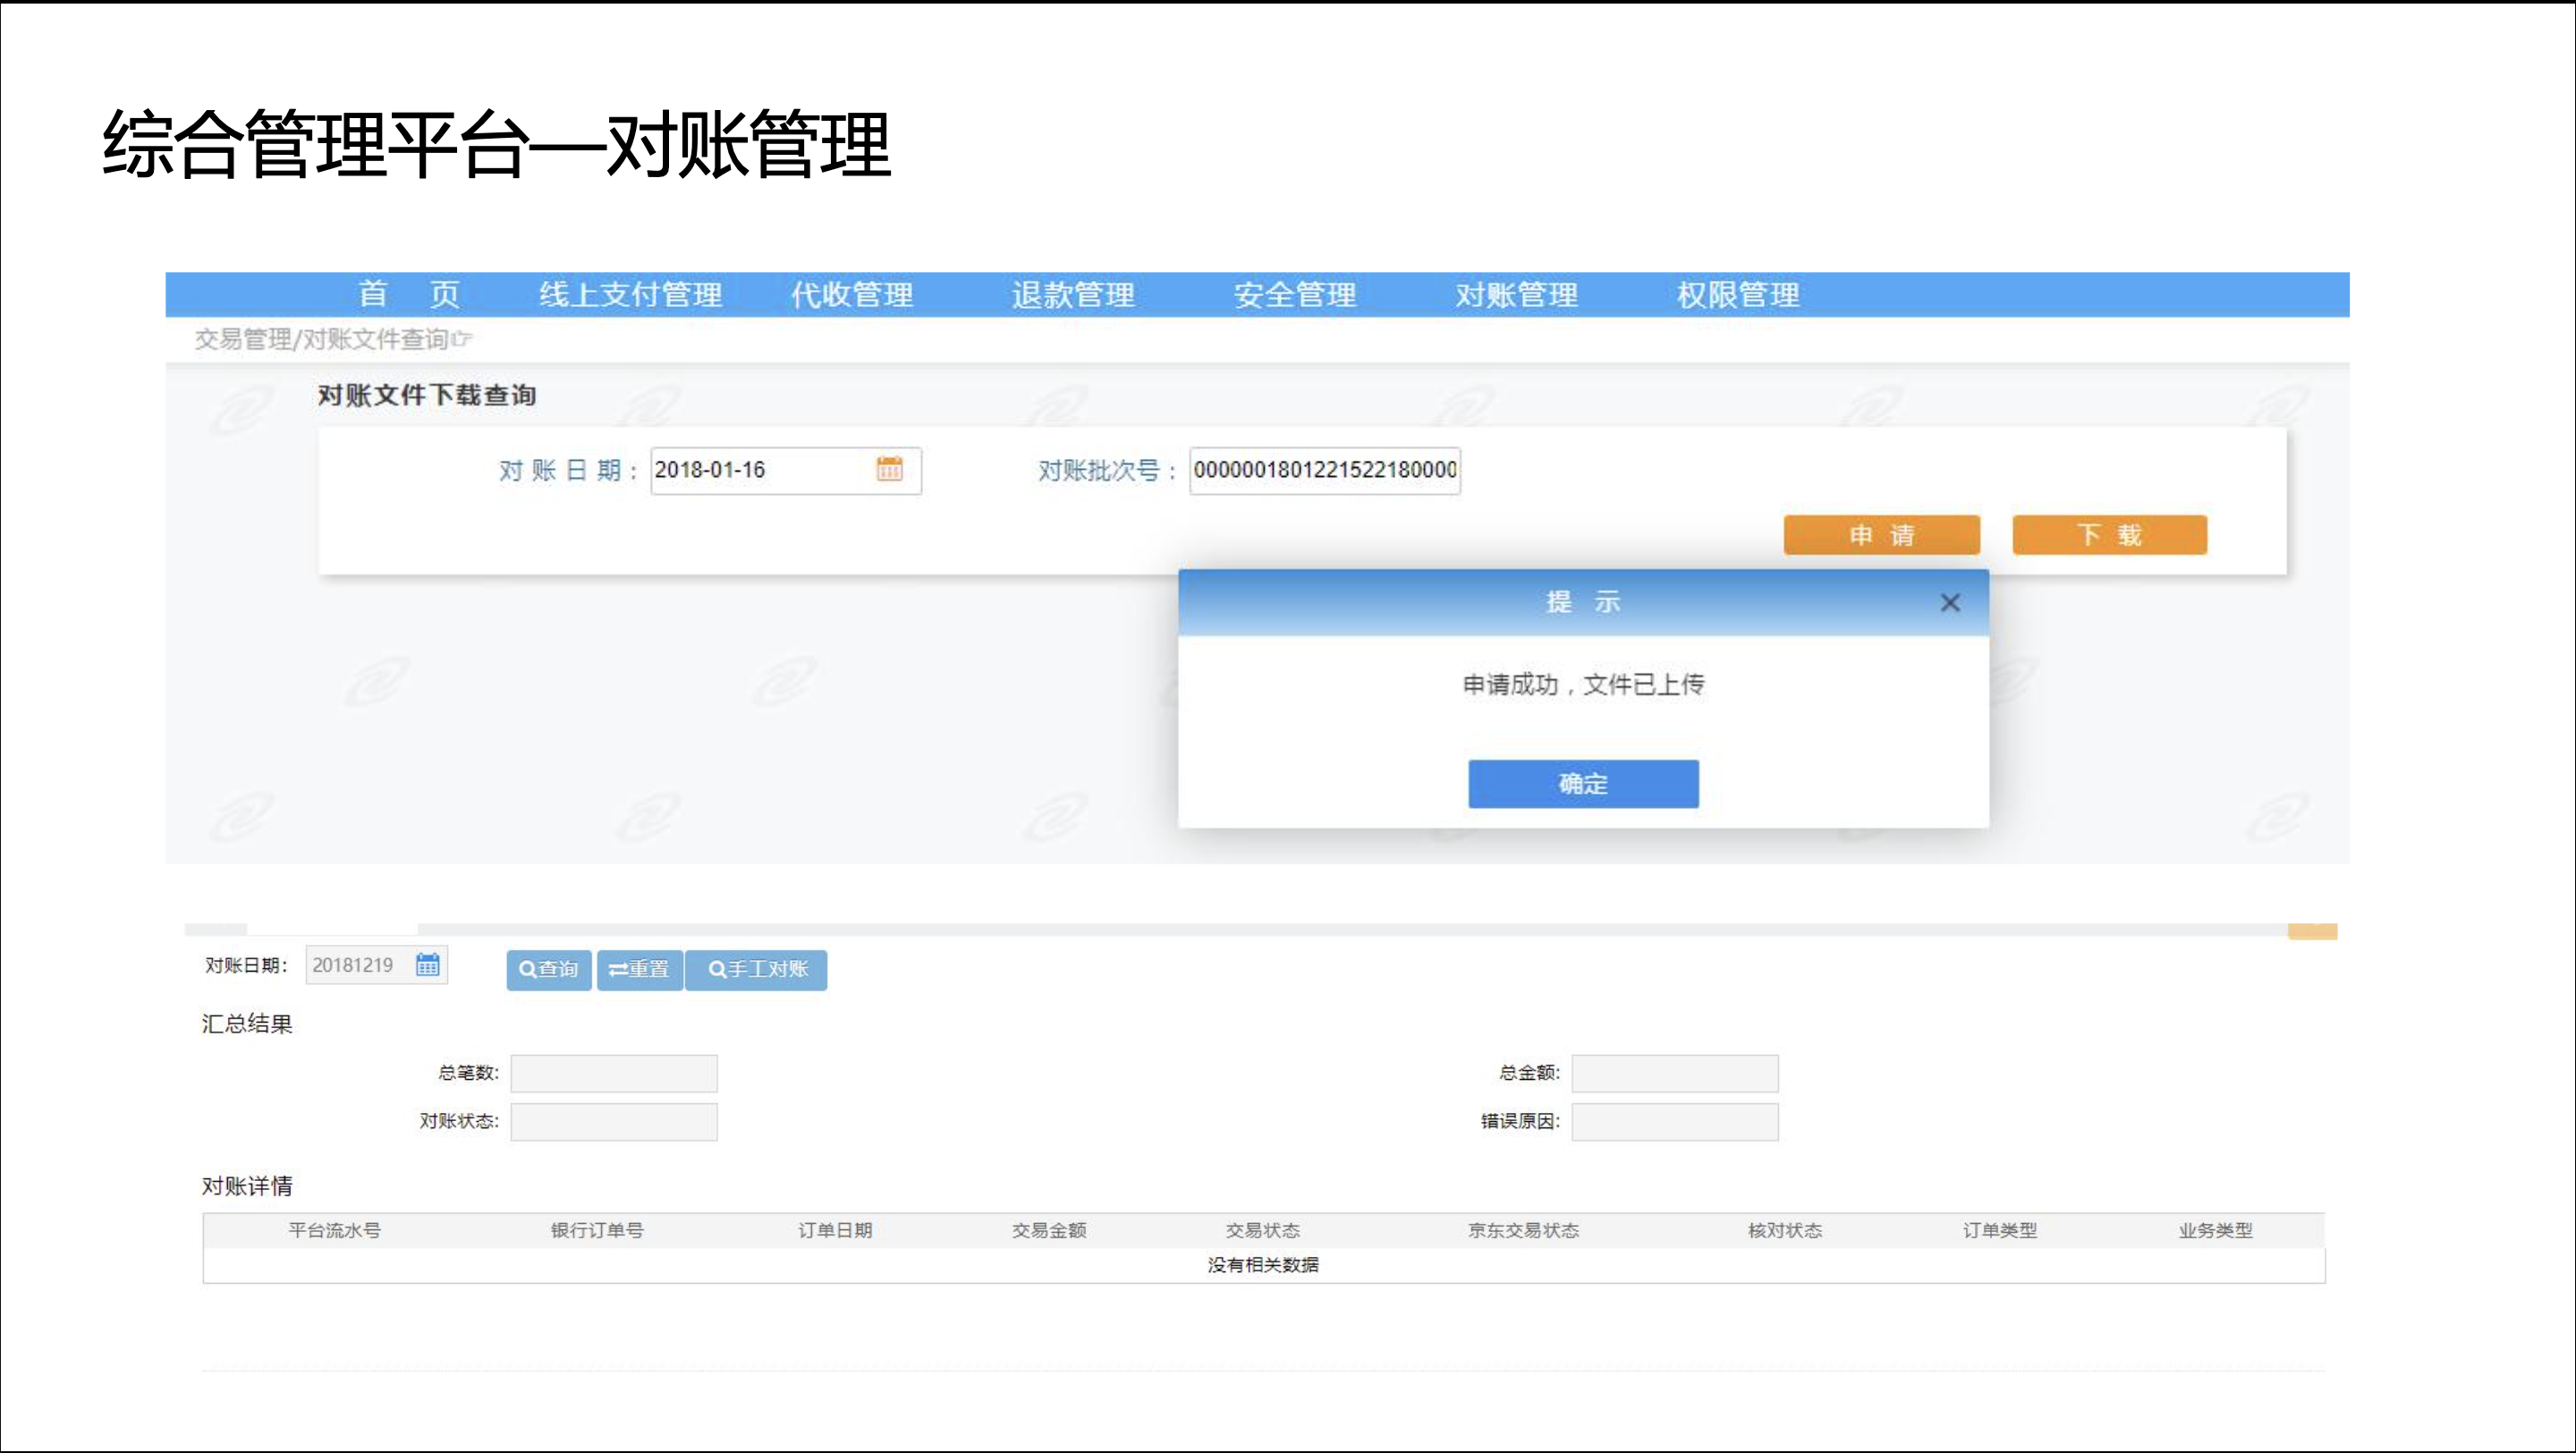 综合管理平台—对账管理
首 页 线上支付管理 代收管理 退款管理 安全管理 对账管理 权限管理
交易管理/对账文件查询
对账文件下载查询
对 账 日 期： 2018-01-16 对账批次号： 0000001801221522180000
申 请 下 载
提 示
申请成功，文件已上传
确定
对账日期: 20181219 查询 重置 手工对账
汇总结果
总笔数: 总金额:
对账状态: 错误原因:
对账详情
平台流水号 银行订单号 订单日期 交易金额 交易状态 京东交易状态 核对状态 订单类型 业务类型
没有相关数据